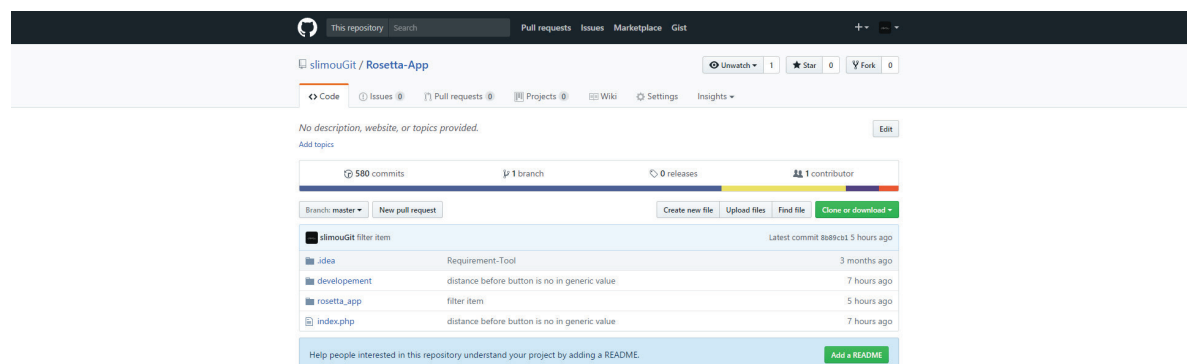 This repository Search Pull requests Issues Marketplace Gist
slimouGit / Rosetta-App Unwatch 1 Star 0 Fork 0
Code Issues 0 Pull requests 0 Projects 0 Wiki Settings Insights
No description, website, or topics provided. Edit
Add topics
580 commits 1 branch 0 releases 1 contributor
Branch: master New pull request Create new file Upload files Find file Clone or download
slimouGit filter item Latest commit 8b89cb1 5 hours ago
.idea Requirement-Tool 3 months ago
developement distance before button is no in generic value 7 hours ago
rosetta_app filter item 5 hours ago
index.php distance before button is no in generic value 7 hours ago
Help people interested in this repository understand your project by adding a README. Add a README